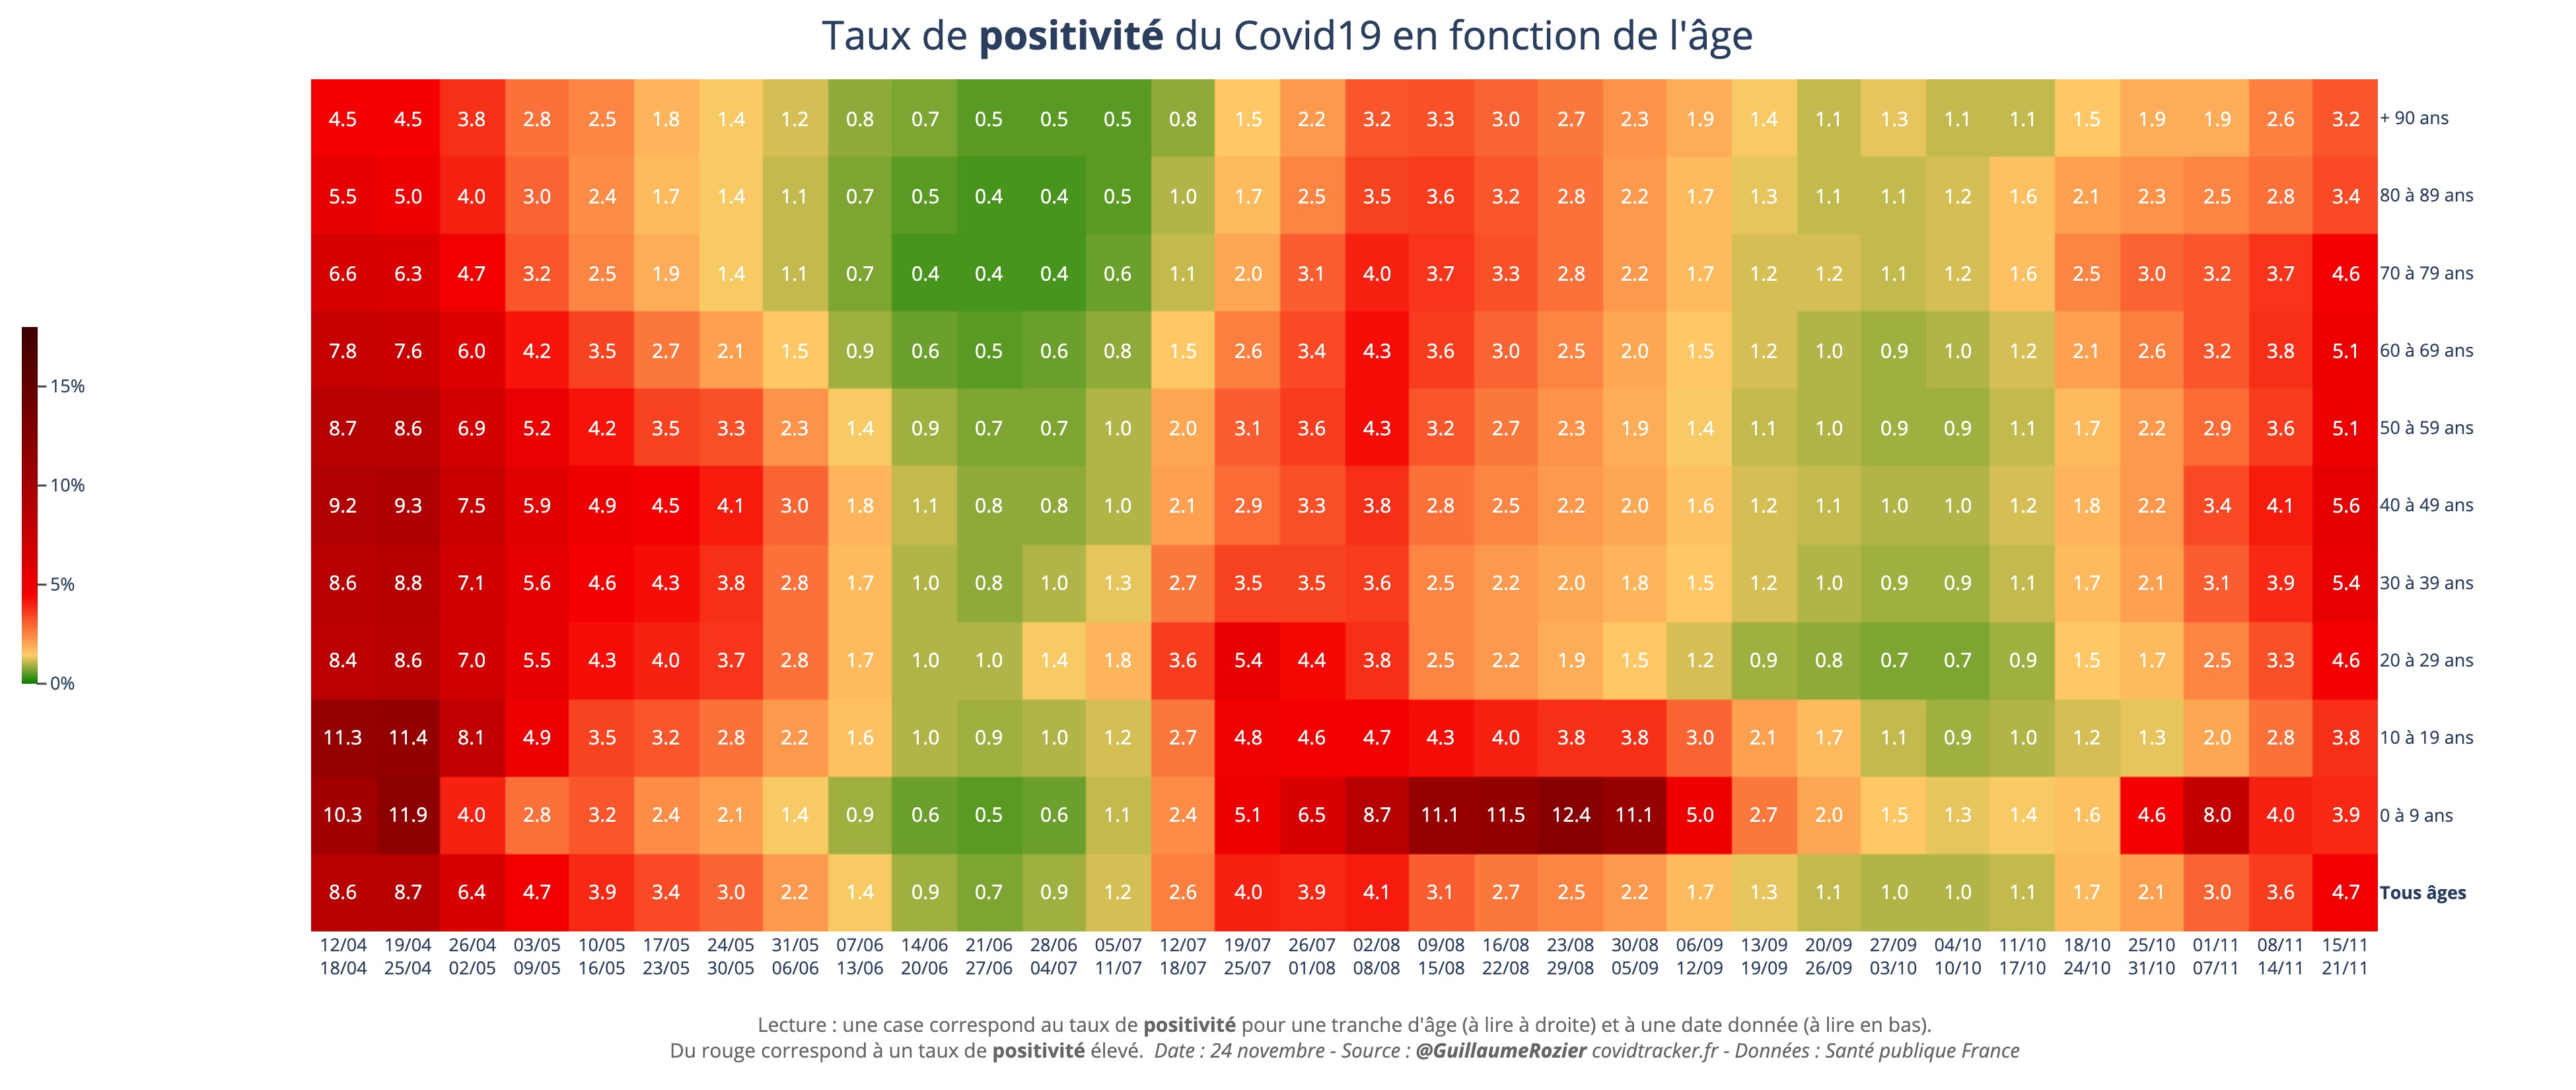 Taux de positivité du Covid19 en fonction de l'âge
4.5 4.5 3.8 2.8 2.5 1.8 1.4 1.2 0.8 0.7 0.5 0.5 0.5 0.8 1.5 2.2 3.2 3.3 3.0 2.7 2.3 1.9 1.4 1.1 1.3 1.1 1.1 1.5 1.9 1.9 2.6 3.2 + 90 ans
5.5 5.0 4.0 3.0 2.4 1.7 1.4 1.1 0.7 0.5 0.4 0.4 0.5 1.0 1.7 2.5 3.5 3.6 3.2 2.8 2.2 1.7 1.3 1.1 1.1 1.2 1.6 2.1 2.3 2.5 2.8 3.4 80 à 89 ans
6.6 6.3 4.7 3.2 2.5 1.9 1.4 1.1 0.7 0.4 0.4 0.4 0.6 1.1 2.0 3.1 4.0 3.7 3.3 2.8 2.2 1.7 1.2 1.2 1.1 1.2 1.6 2.5 3.0 3.2 3.7 4.6 70 à 79 ans
7.8 7.6 6.0 4.2 3.5 2.7 2.1 1.5 0.9 0.6 0.5 0.6 0.8 1.5 2.6 3.4 4.3 3.6 3.0 2.5 2.0 1.5 1.2 1.0 0.9 1.0 1.2 2.1 2.6 3.2 3.8 5.1 60 à 69 ans
15%
8.7 8.6 6.9 5.2 4.2 3.5 3.3 2.3 1.4 0.9 0.7 0.7 1.0 2.0 3.1 3.6 4.3 3.2 2.7 2.3 1.9 1.4 1.1 1.0 0.9 0.9 1.1 1.7 2.2 2.9 3.6 5.1 50 à 59 ans
10%
9.2 9.3 7.5 5.9 4.9 4.5 4.1 3.0 1.8 1.1 0.8 0.8 1.0 2.1 2.9 3.3 3.8 2.8 2.5 2.2 2.0 1.6 1.2 1.1 1.0 1.0 1.2 1.8 2.2 3.4 4.1 5.6 40 à 49 ans
5%
8.6 8.8 7.1 5.6 4.6 4.3 3.8 2.8 1.7 1.0 0.8 1.0 1.3 2.7 3.5 3.5 3.6 2.5 2.2 2.0 1.8 1.5 1.2 1.0 0.9 0.9 1.1 1.7 2.1 3.1 3.9 5.4 30 à 39 ans
8.4 8.6 7.0 5.5 4.3 4.0 3.7 2.8 1.7 1.0 1.0 1.4 1.8 3.6 5.4 4.4 3.8 2.5 2.2 1.9 1.5 1.2 0.9 0.8 0.7 0.7 0.9 1.5 1.7 2.5 3.3 4.6 20 à 29 ans
0%
11.3 11.4 8.1 4.9 3.5 3.2 2.8 2.2 1.6 1.0 0.9 1.0 1.2 2.7 4.8 4.6 4.7 4.3 4.0 3.8 3.8 3.0 2.1 1.7 1.1 0.9 1.0 1.2 1.3 2.0 2.8 3.8 10 à 19 ans
10.3 11.9 4.0 2.8 3.2 2.4 2.1 1.4 0.9 0.6 0.5 0.6 1.1 2.4 5.1 6.5 8.7 11.1 11.5 12.4 11.1 5.0 2.7 2.0 1.5 1.3 1.4 1.6 4.6 8.0 4.0 3.9 0 à 9 ans
8.6 8.7 6.4 4.7 3.9 3.4 3.0 2.2 1.4 0.9 0.7 0.9 1.2 2.6 4.0 3.9 4.1 3.1 2.7 2.5 2.2 1.7 1.3 1.1 1.0 1.0 1.1 1.7 2.1 3.0 3.6 4.7 Tous âges
12/04 19/04 26/04 03/05 10/05 17/05 24/05 31/05 07/06 14/06 21/06 28/06 05/07 12/07 19/07 26/07 02/08 09/08 16/08 23/08 30/08 06/09 13/09 20/09 27/09 04/10 11/10 18/10 25/10 01/11 08/11 15/11
18/04 25/04 02/05 09/05 16/05 23/05 30/05 06/06 13/06 20/06 27/06 04/07 11/07 18/07 25/07 01/08 08/08 15/08 22/08 29/08 05/09 12/09 19/09 26/09 03/10 10/10 17/10 24/10 31/10 07/11 14/11 21/11
Lecture : une case correspond au taux de positivité pour une tranche d'âge (à lire à droite) et à une date donnée (à lire en bas).
Du rouge correspond à un taux de positivité élevé. Date : 24 novembre - Source : @GuillaumeRozier covidtracker.fr - Données : Santé publique France